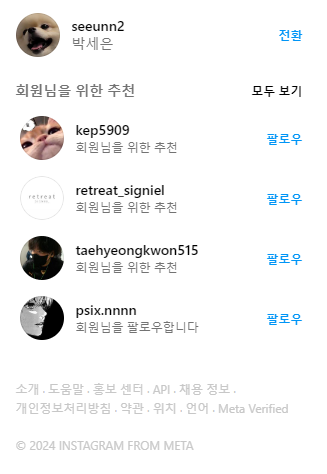 seeunn2
박세은
전환
회원님을 위한 추천
모두 보기
kep5909
회원님을 위한 추천
팔로우
retreat
retreat_signiel
회원님을 위한 추천
팔로우
taehyeongkwon515
회원님을 위한 추천
팔로우
psix.nnnn
회원님을 팔로우합니다
팔로우
소개 . 도움말 . 홍보 센터 . API . 채용 정보 .
개인정보처리방침 . 약관 . 위치 . 언어 . Meta Verified
© 2024 INSTAGRAM FROM META